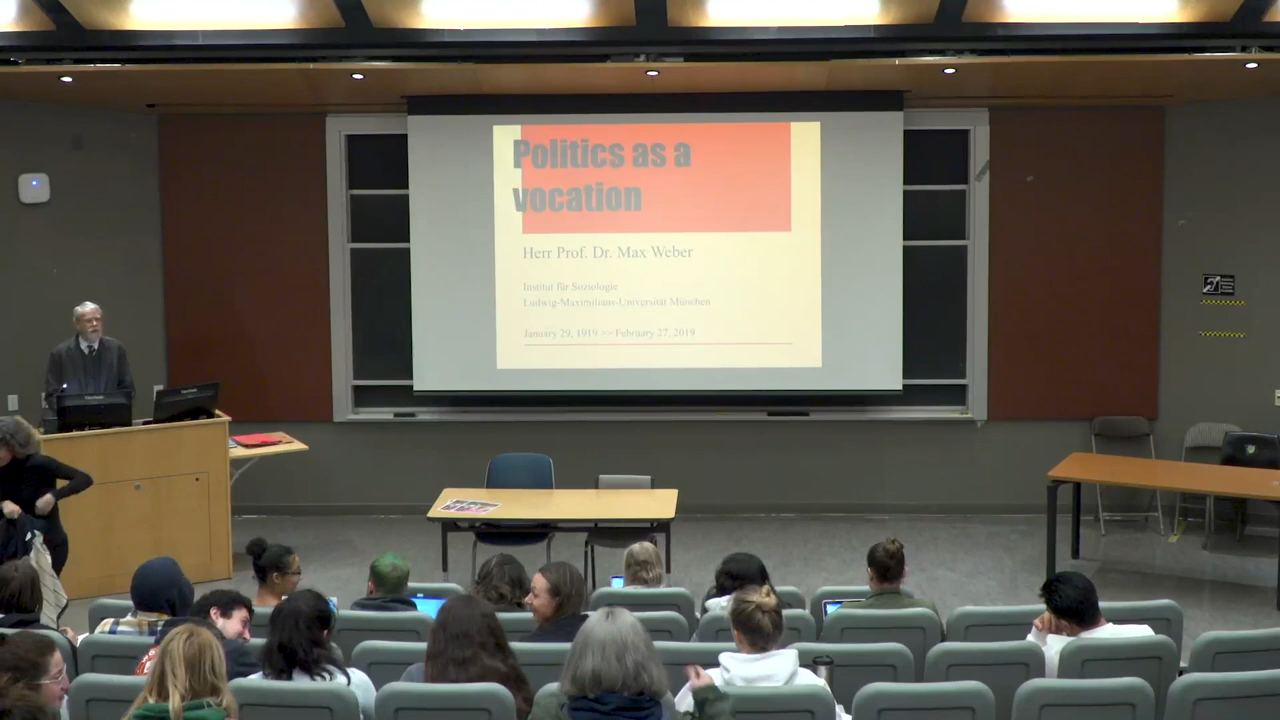 Politics as a
vocation
Herr Prof. Dr. Max Weber
Institut für Soziologie
Ludwig-Maximilians-Universität München
January 29, 1919 >> February 27, 2019